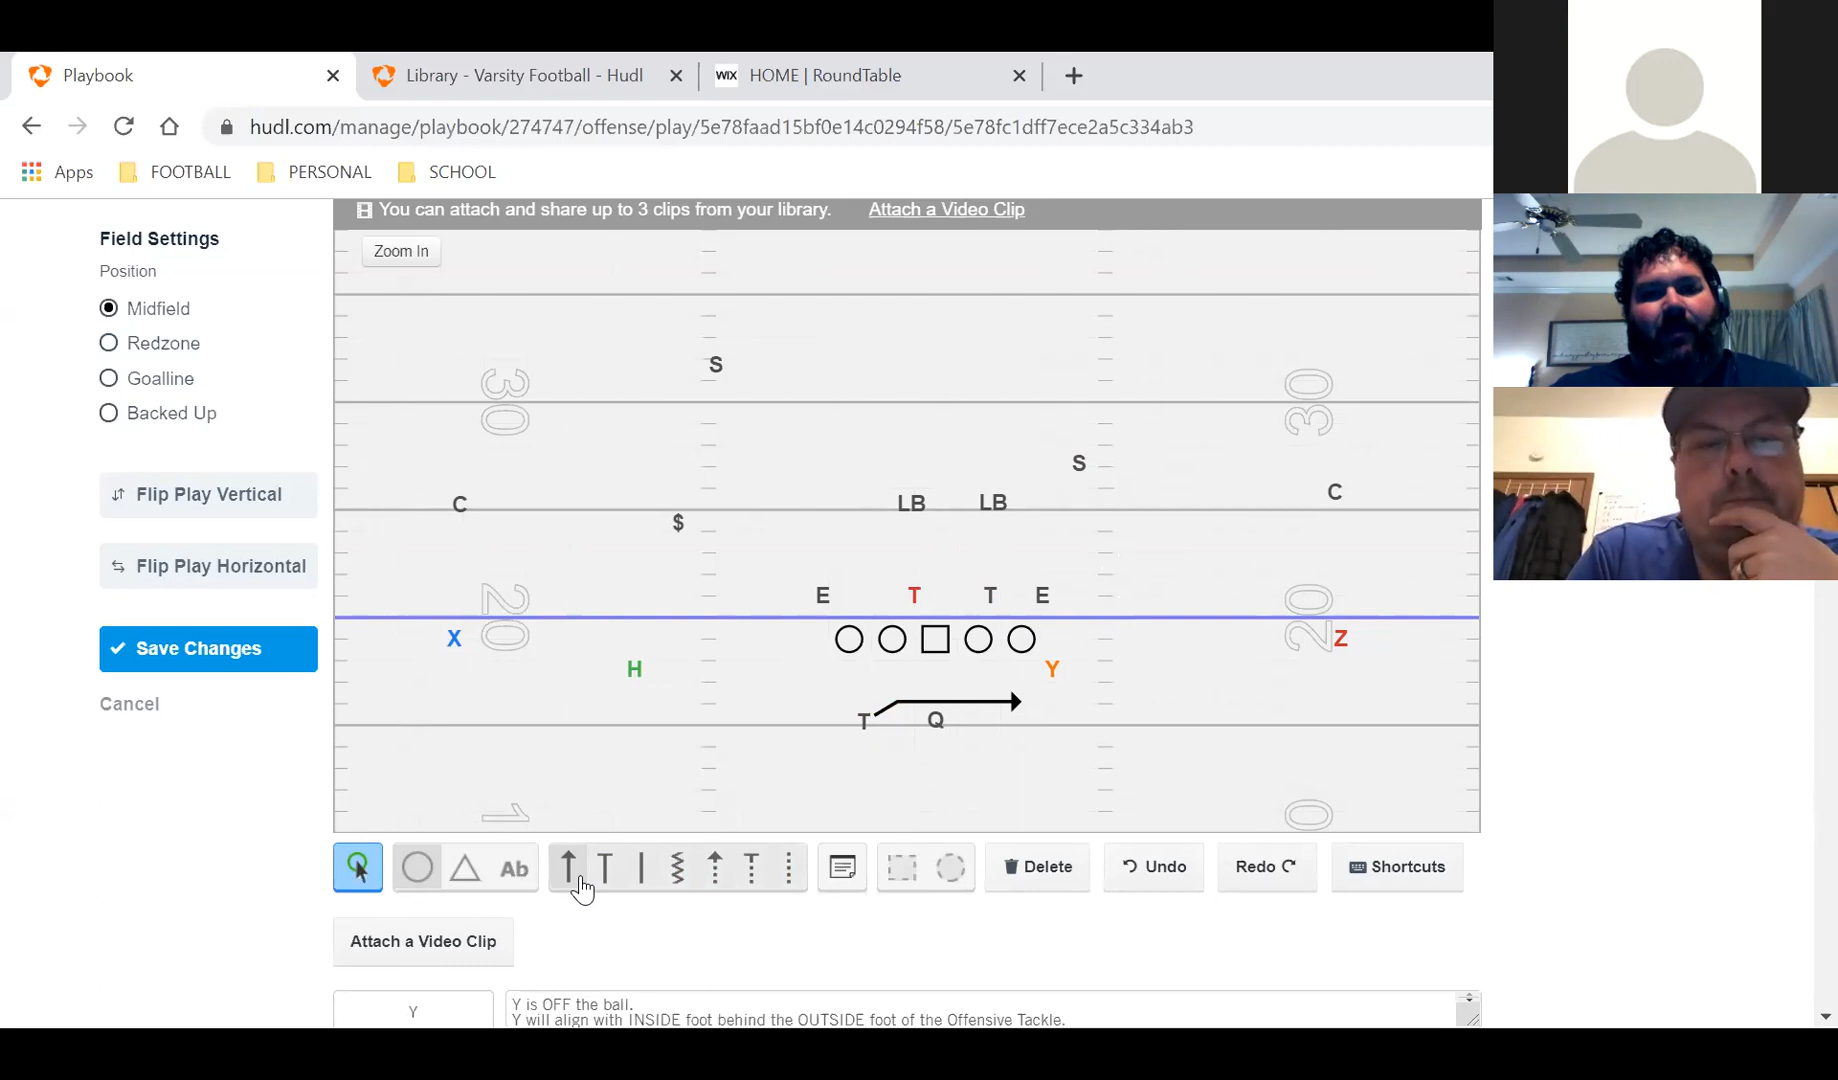 Playbook
Library - Varsity Football - Hudl
WIX HOME | RoundTable
hudl.com/manage/playbook/274747/offense/play/5e78faad15bf0e14c0294f58/5e78fc1dff7ece2a5c334ab3
Apps FOOTBALL PERSONAL SCHOOL
You can attach and share up to 3 clips from your library. Attach a Video Clip
Field Settings
Position
Midfield
Redzone
Goalline
Backed Up
Flip Play Vertical
Flip Play Horizontal
Save Changes
Cancel
Zoom In
S
30 30
S
C LB LB C
$
E T T E
20 20
X Z
H Y
T Q
1 0
Ab Delete Undo Redo Shortcuts
Attach a Video Clip
Y
Y is OFF the ball.
Y will align with INSIDE foot behind the OUTSIDE foot of the Offensive Tackle.